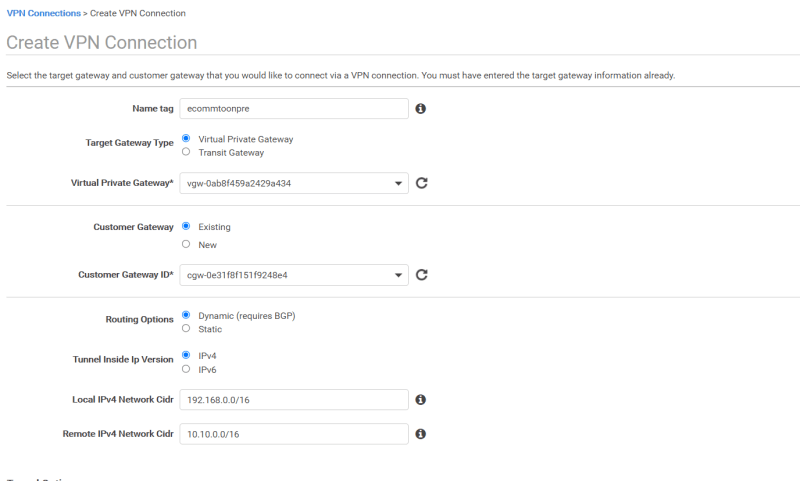 VPN Connections > Create VPN Connection
Create VPN Connection
Select the target gateway and customer gateway that you would like to connect via a VPN connection. You must have entered the target gateway information already.
Name tag ecommtoonpre
Target Gateway Type Virtual Private Gateway
Transit Gateway
Virtual Private Gateway* vgw-0ab8f459a2429a434
Customer Gateway Existing
New
Customer Gateway ID* cgw-0e31f8f151f9248e4
Routing Options Dynamic (requires BGP)
Static
Tunnel Inside Ip Version IPv4
IPv6
Local IPv4 Network Cidr 192.168.0.0/16
Remote IPv4 Network Cidr 10.10.0.0/16